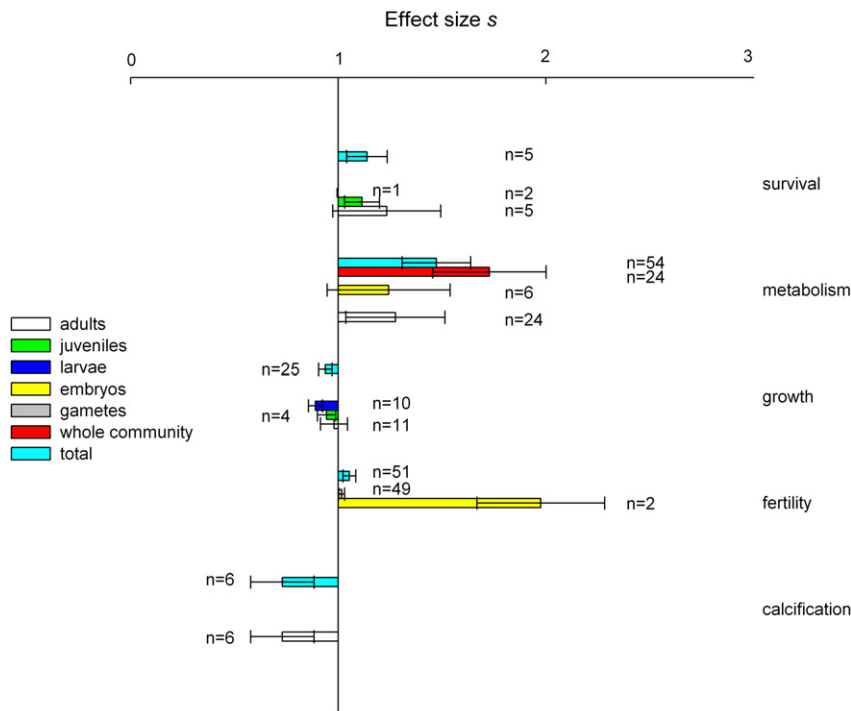 Effect size s
0 1 2 3
n=5
survival
n=1 n=2
n=5
n=54
n=24
metabolism
n=6
n=24
adults
juveniles
larvae
embryos
gametes
whole community
total
n=25
growth
n=10
n=4
n=11
n=51
n=49
fertility
n=2
n=6
calcification
n=6